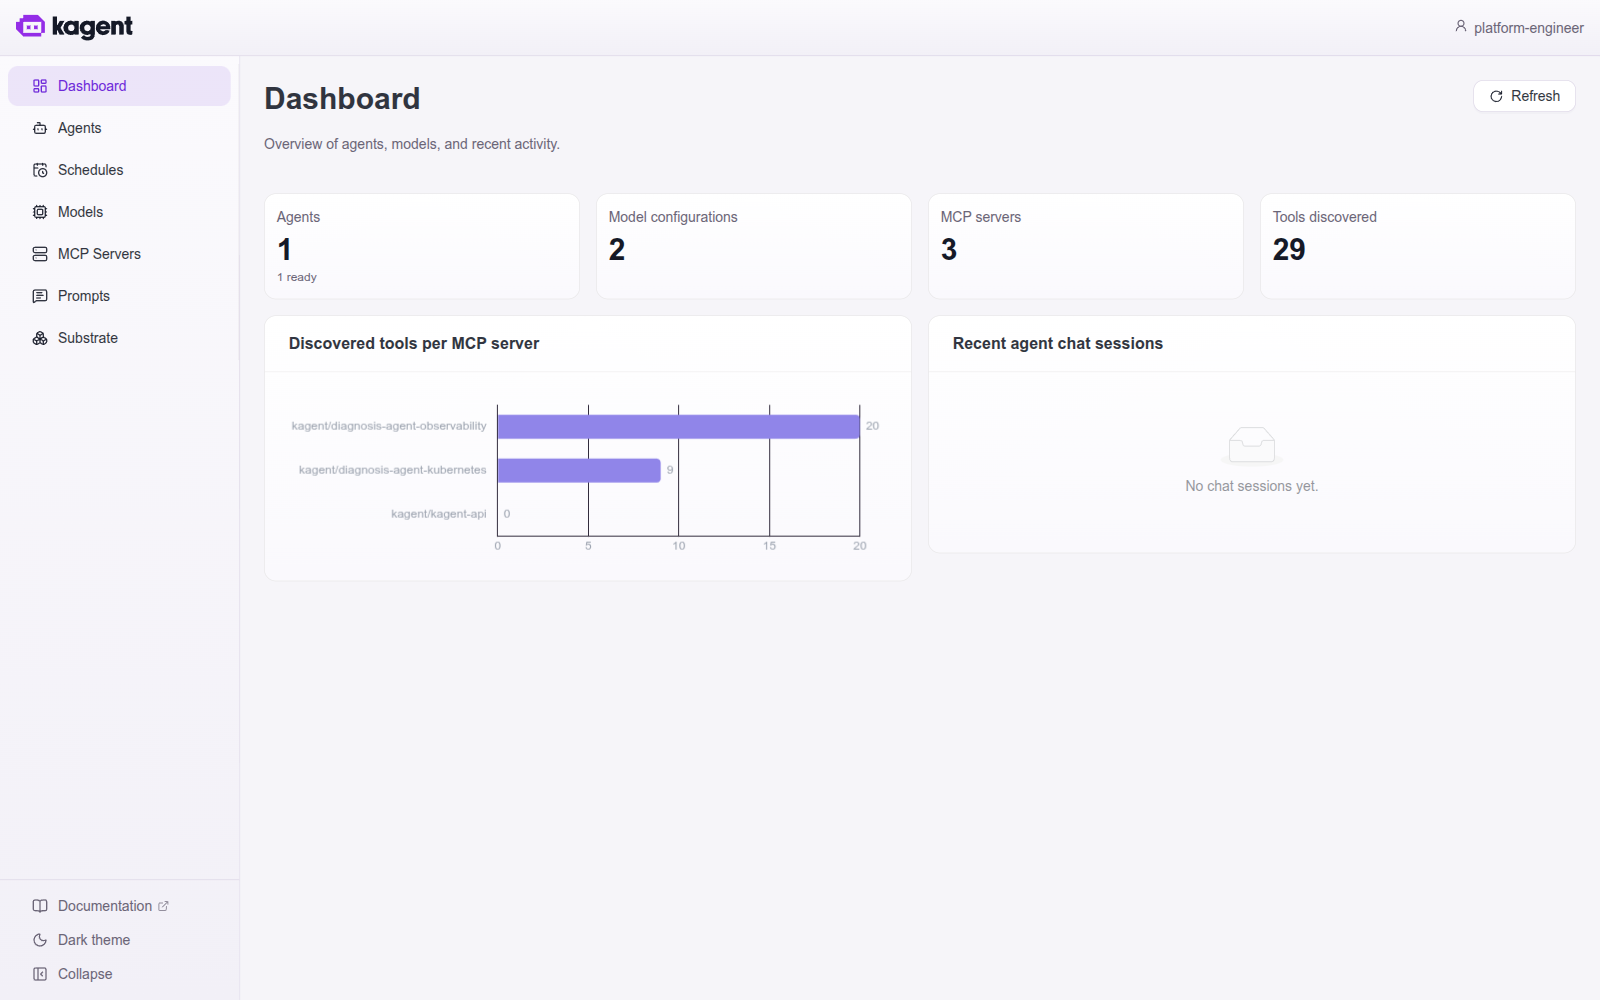 kagent
platform-engineer
Dashboard
Agents
Schedules
Models
MCP Servers
Prompts
Substrate
Documentation
Dark theme
Collapse
Dashboard
Refresh
Overview of agents, models, and recent activity.
Agents
1
1 ready
Model configurations
2
MCP servers
3
Tools discovered
29
Discovered tools per MCP server
kagent/diagnosis-agent-observability
20
kagent/diagnosis-agent-kubernetes
9
kagent/kagent-api
0
0 5 10 15 20
Recent agent chat sessions
No chat sessions yet.